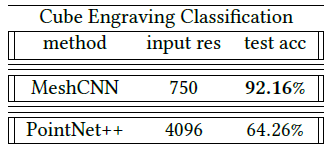 Cube Engraving Classification
method input res test acc
MeshCNN 750 92.16%
PointNet++ 4096 64.26%